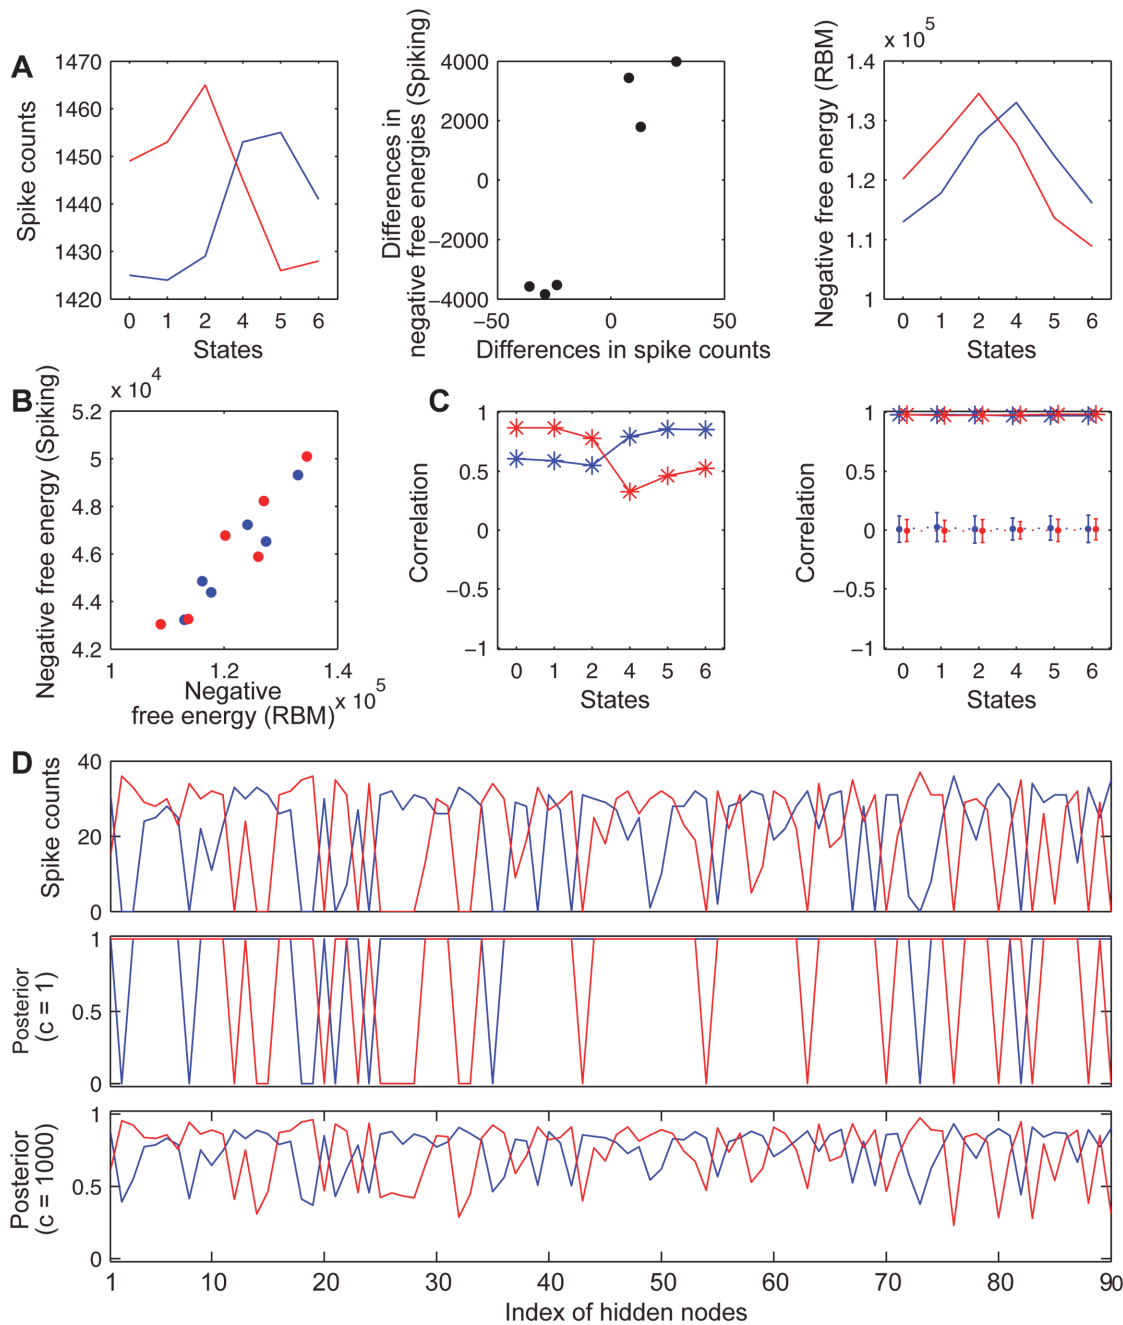 A
Spike counts
1470
1460
1450
1440
1430
1420
0 1 2 4 5 6
States
Differences in
negative free energies (Spiking)
4000
2000
0
−2000
−4000
−50 0 50
Differences in spike counts
x 10^5
Negative free energy (RBM)
1.4
1.3
1.2
1.1
1
0 1 2 4 5 6
States
B
x 10^4
Negative free energy (Spiking)
5.2
5
4.8
4.6
4.4
4.2
1 1.2 1.4
Negative
free energy (RBM) x 10^5
C
Correlation
1
0.5
0
−0.5
−1
0 1 2 4 5 6
States
Correlation
1
0.5
0
−0.5
−1
0 1 2 4 5 6
States
D
Spike counts
40
20
0
Posterior
(c = 1)
1
0.5
0
Posterior
(c = 1000)
1
0.5
0
1 10 20 30 40 50 60 70 80 90
Index of hidden nodes